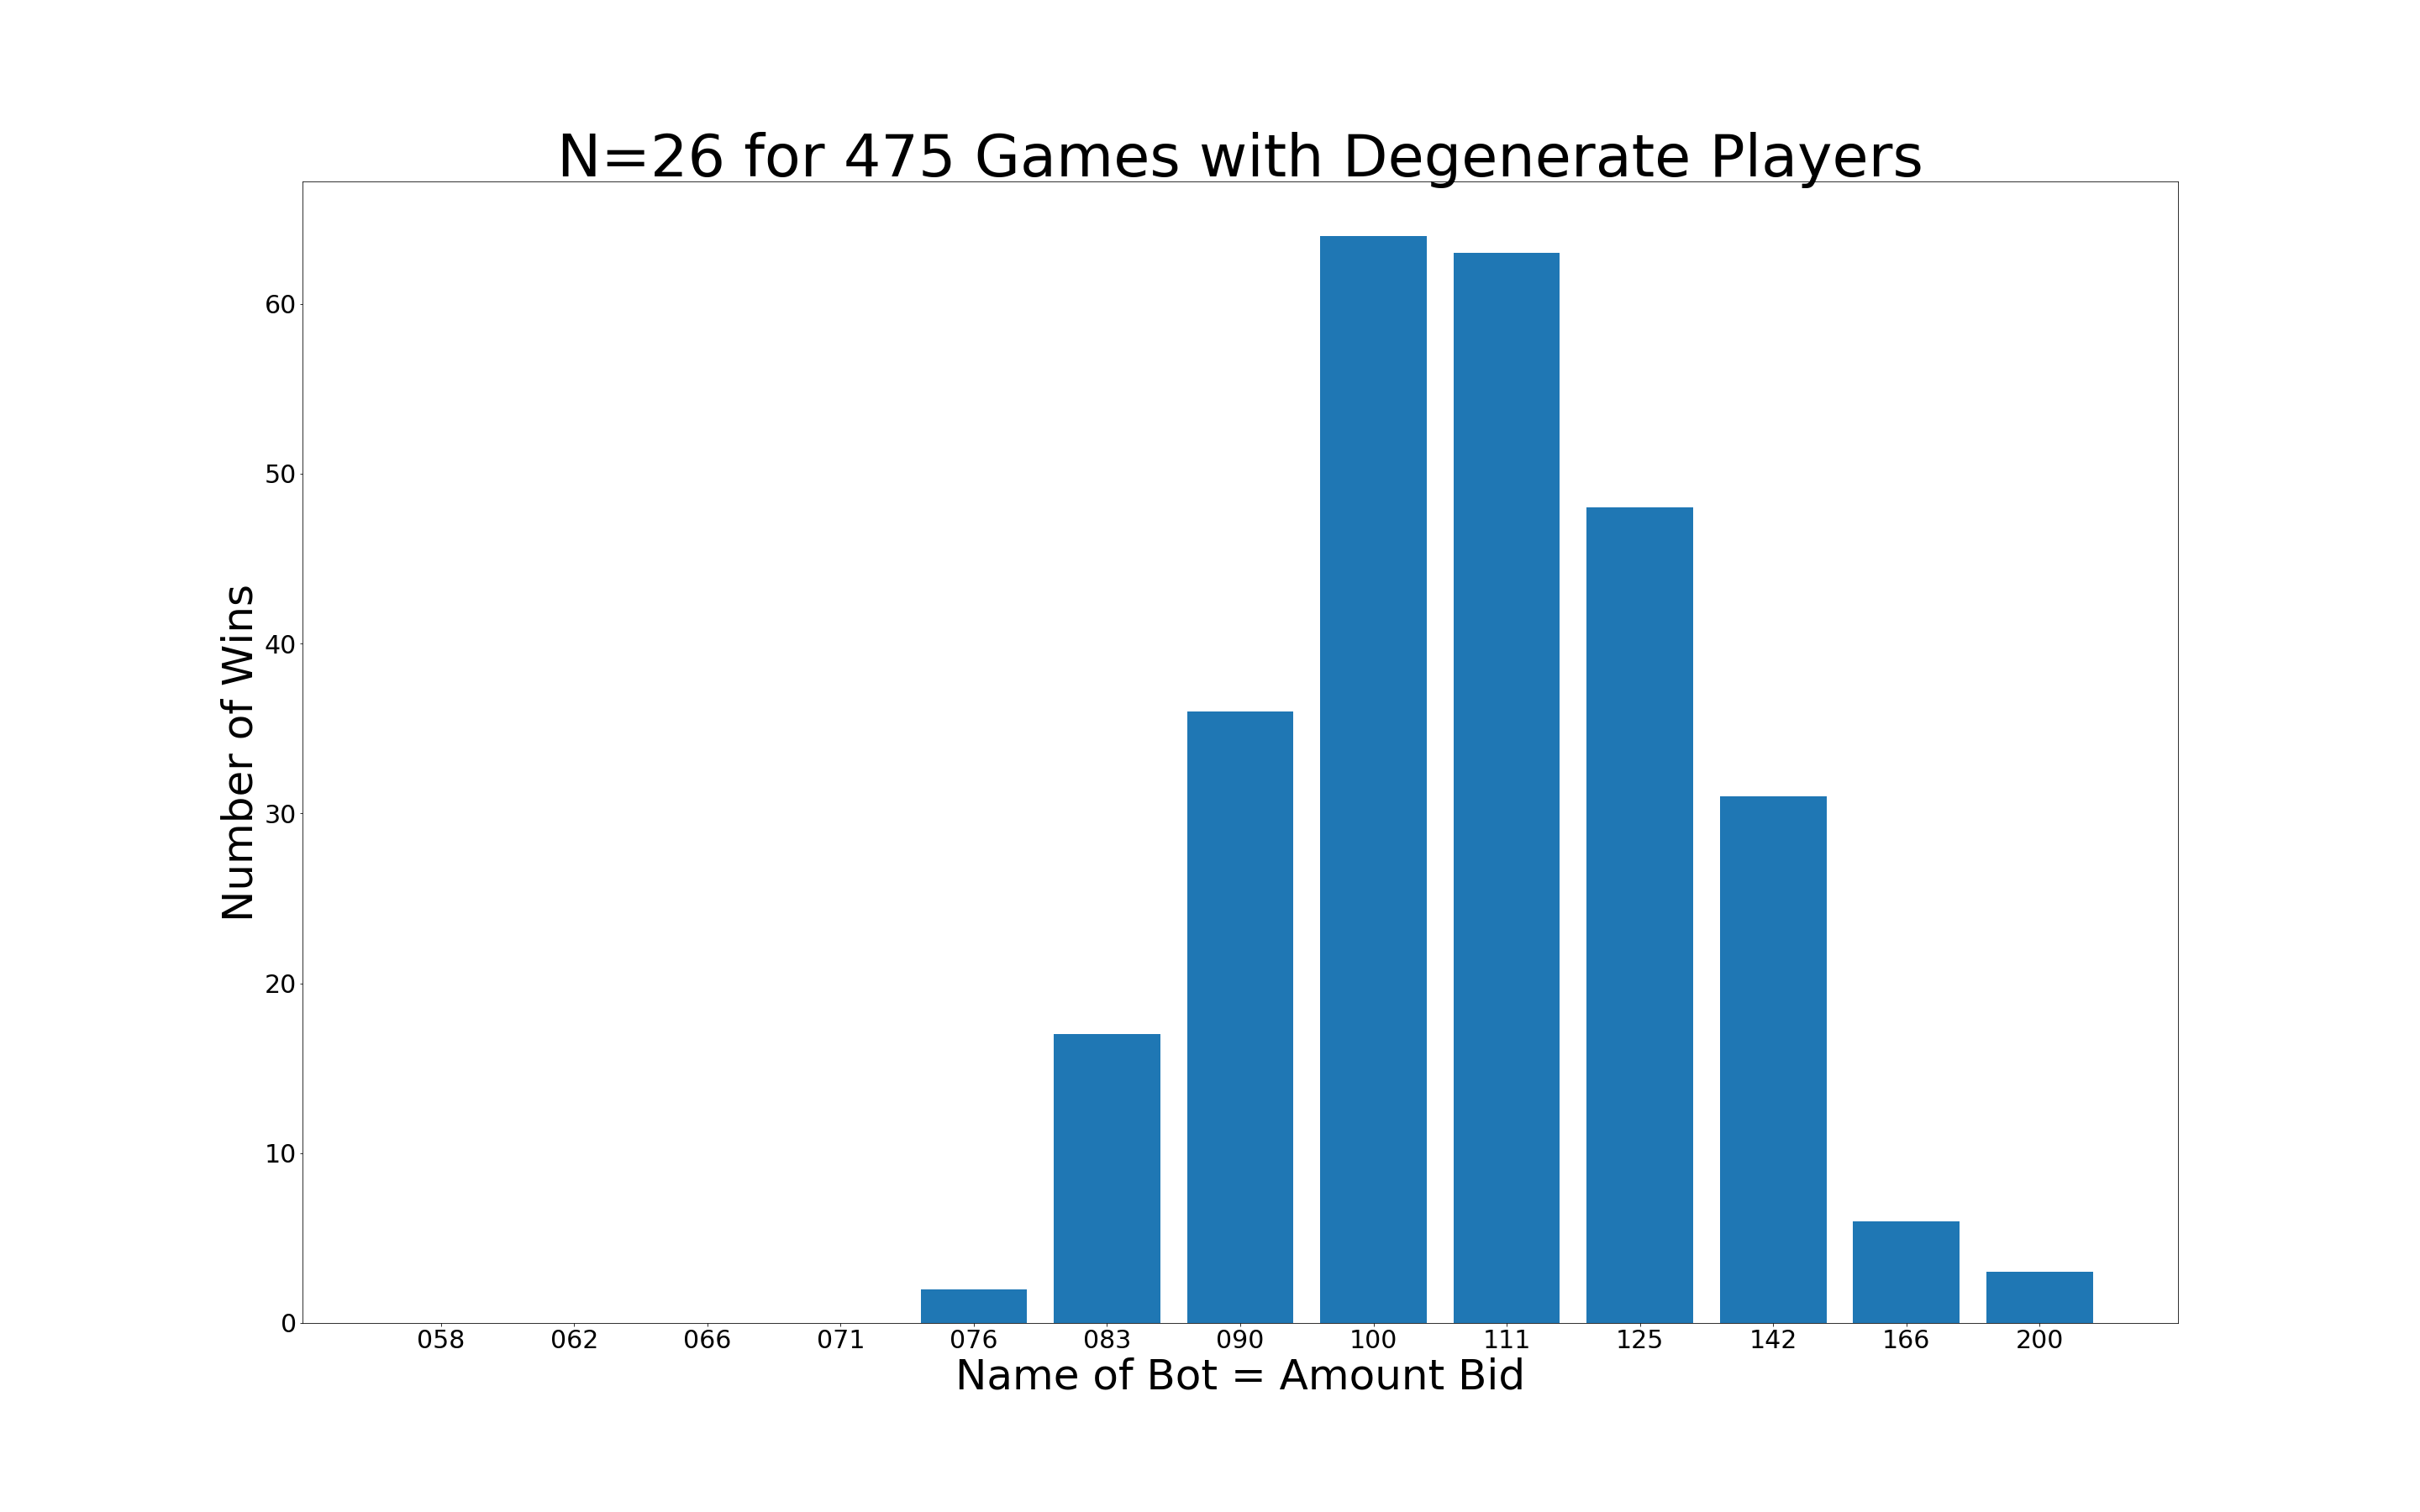 N=26 for 475 Games with Degenerate Players
Number of Wins
60
50
40
30
20
10
0
058 062 066 071 076 083 090 100 111 125 142 166 200
Name of Bot = Amount Bid